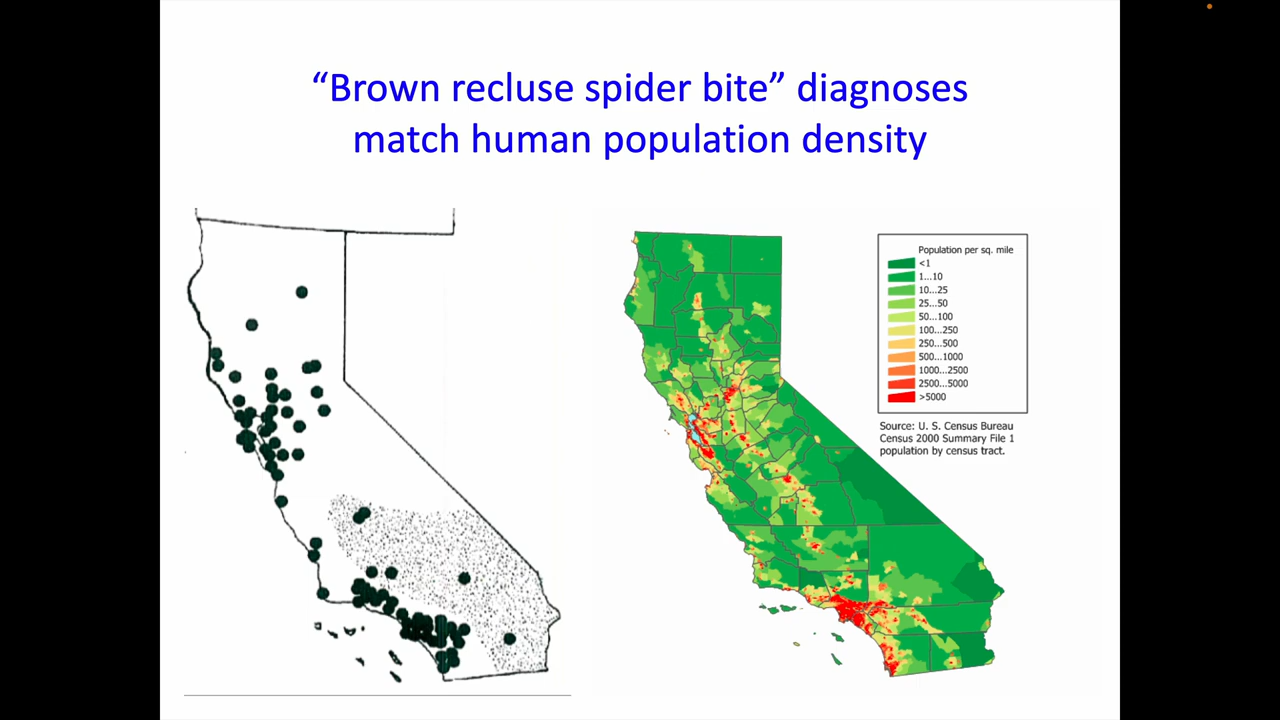 “Brown recluse spider bite” diagnoses
match human population density
Population per sq. mile
<1
1...10
10...25
25...50
50...100
100...250
250...500
500...1000
1000...2500
2500...5000
>5000
Source: U. S. Census Bureau
Census 2000 Summary File 1
population by census tract.